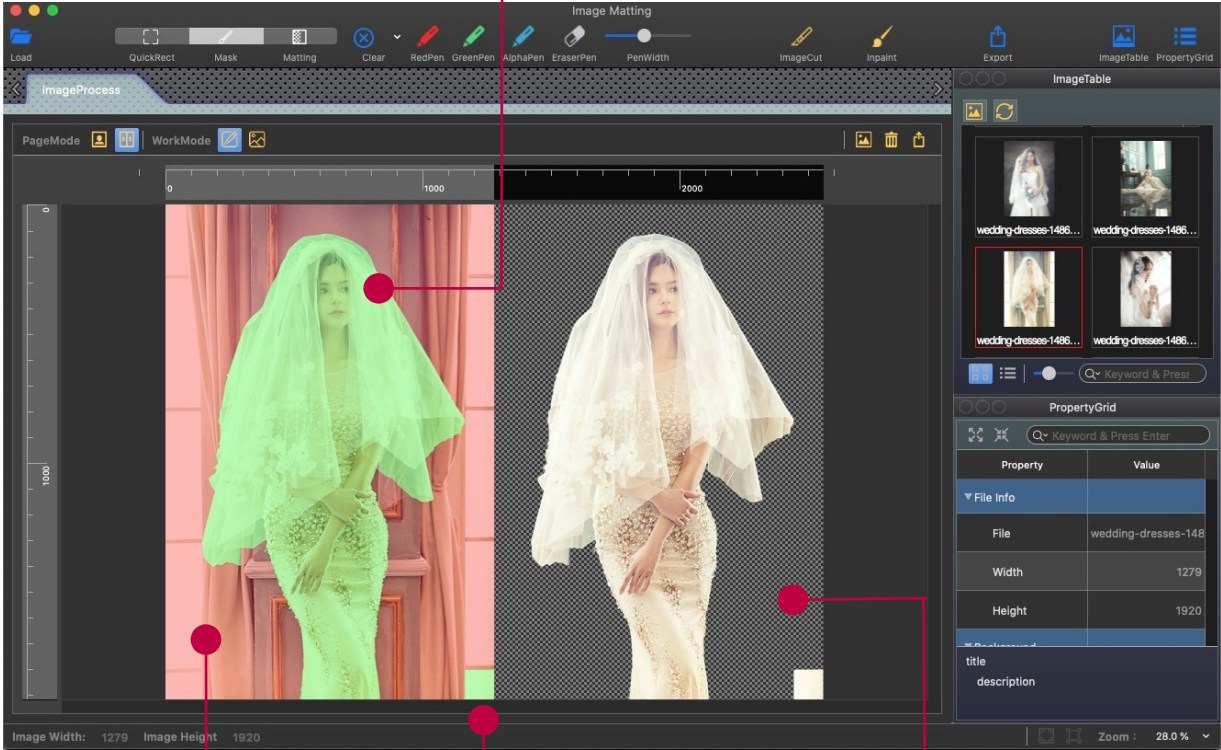 Image Matting
Load
QuickRect Mask Matting
Clear
RedPen GreenPen AlphaPen EraserPen
PenWidth
ImageCut
Inpaint
Export
ImageTable PropertyGrid
ImageProcess
PageMode
WorkMode
0 1000 2000
0
1000
ImageTable
wedding-dresses-1486... wedding-dresses-1486...
wedding-dresses-1486... wedding-dresses-1486...
Keyword & Press
PropertyGrid
Keyword & Press Enter
Property Value
File Info
File wedding-dresses-148
Width 1279
Height 1920
Background
title
description
Image Width: 1279 Image Height 1920
Zoom : 28.0 %